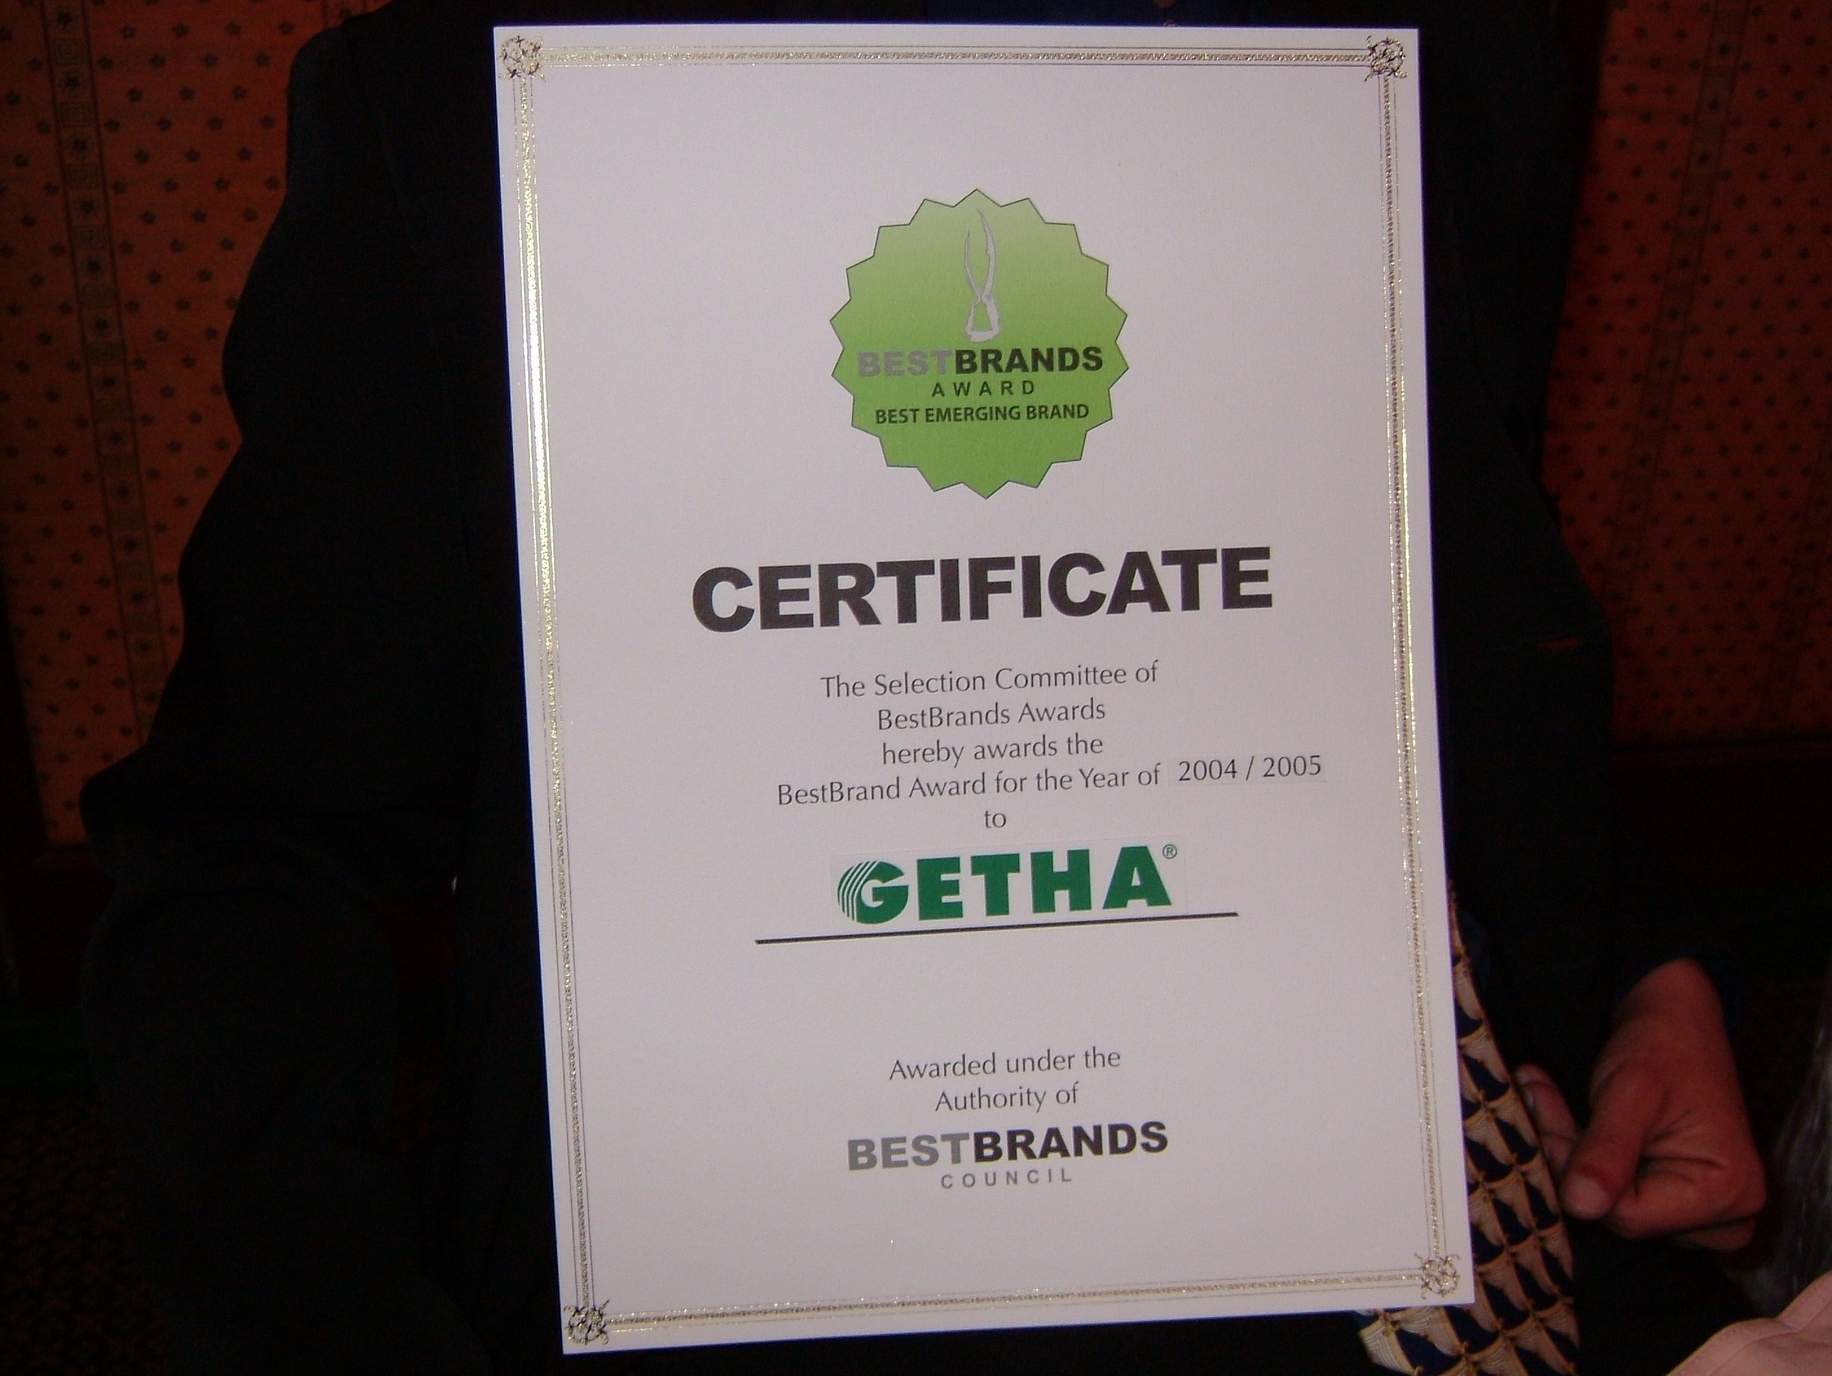 BESTBRANDS
AWARD
BEST EMERGING BRAND
CERTIFICATE
The Selection Committee of
BestBrands Awards
hereby awards the
BestBrand Award for the Year of 2004 / 2005
to
GETHA®
Awarded under the
Authority of
BESTBRANDS
COUNCIL